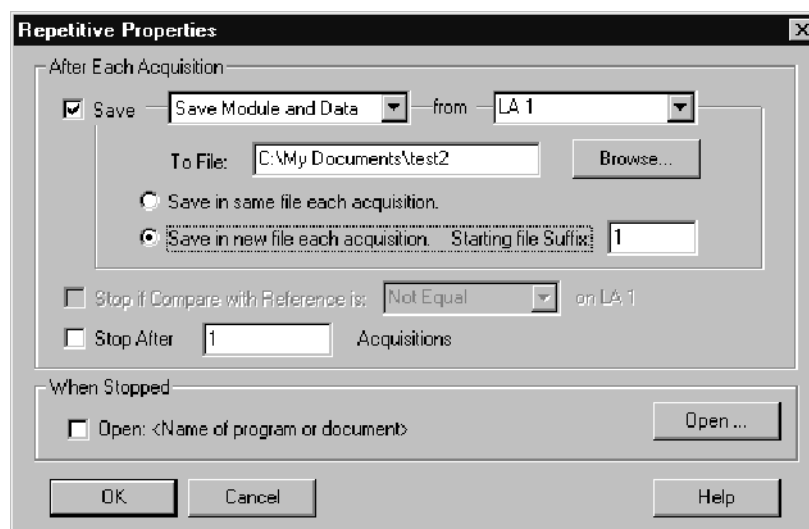 Repetitive Properties
After Each Acquisition
Save Save Module and Data from LA 1
To File: C:\My Documents\test2 Browse...
Save in same file each acquisition.
Save in new file each acquisition. Starting file Suffix: 1
Stop if Compare with Reference is: Not Equal on LA 1
Stop After 1 Acquisitions
When Stopped
Open: <Name of program or document> Open ...
OK Cancel Help